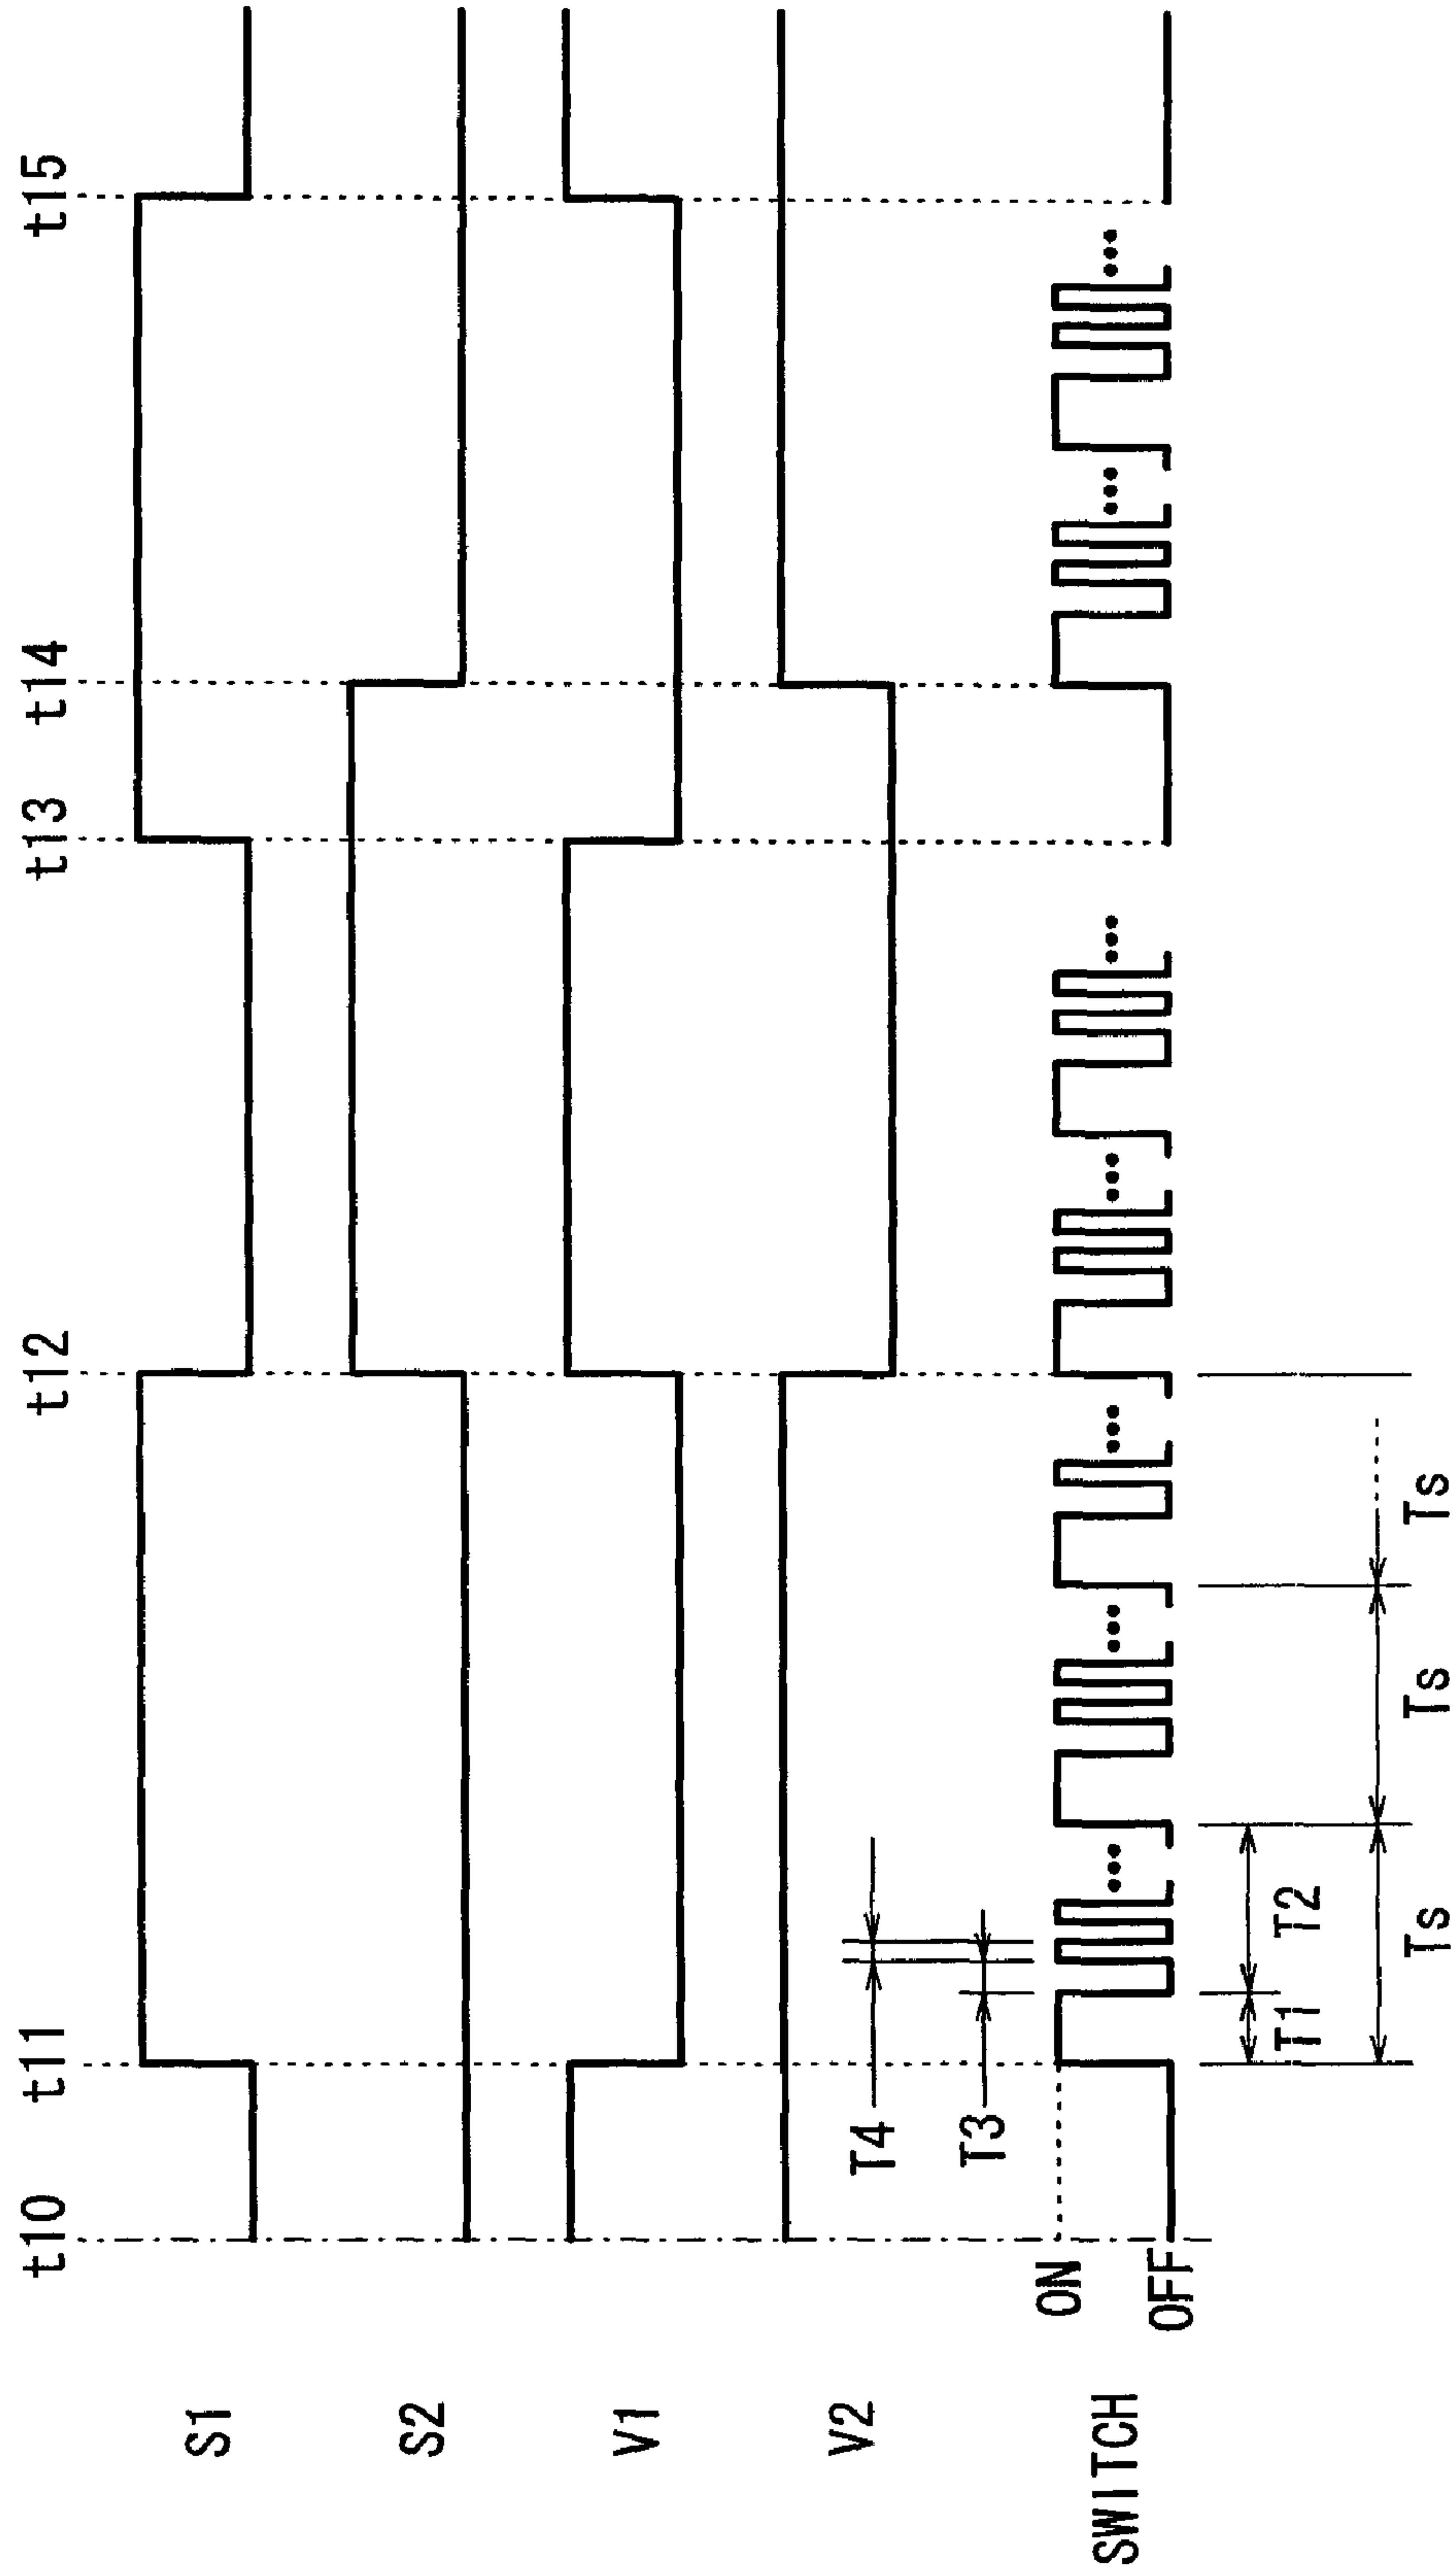 t10 t11 t12 t13 t14 t15
S1
S2
V1
V2
T4
T3
ON
SWITCH
OFF
T1 T2
Ts Ts Ts